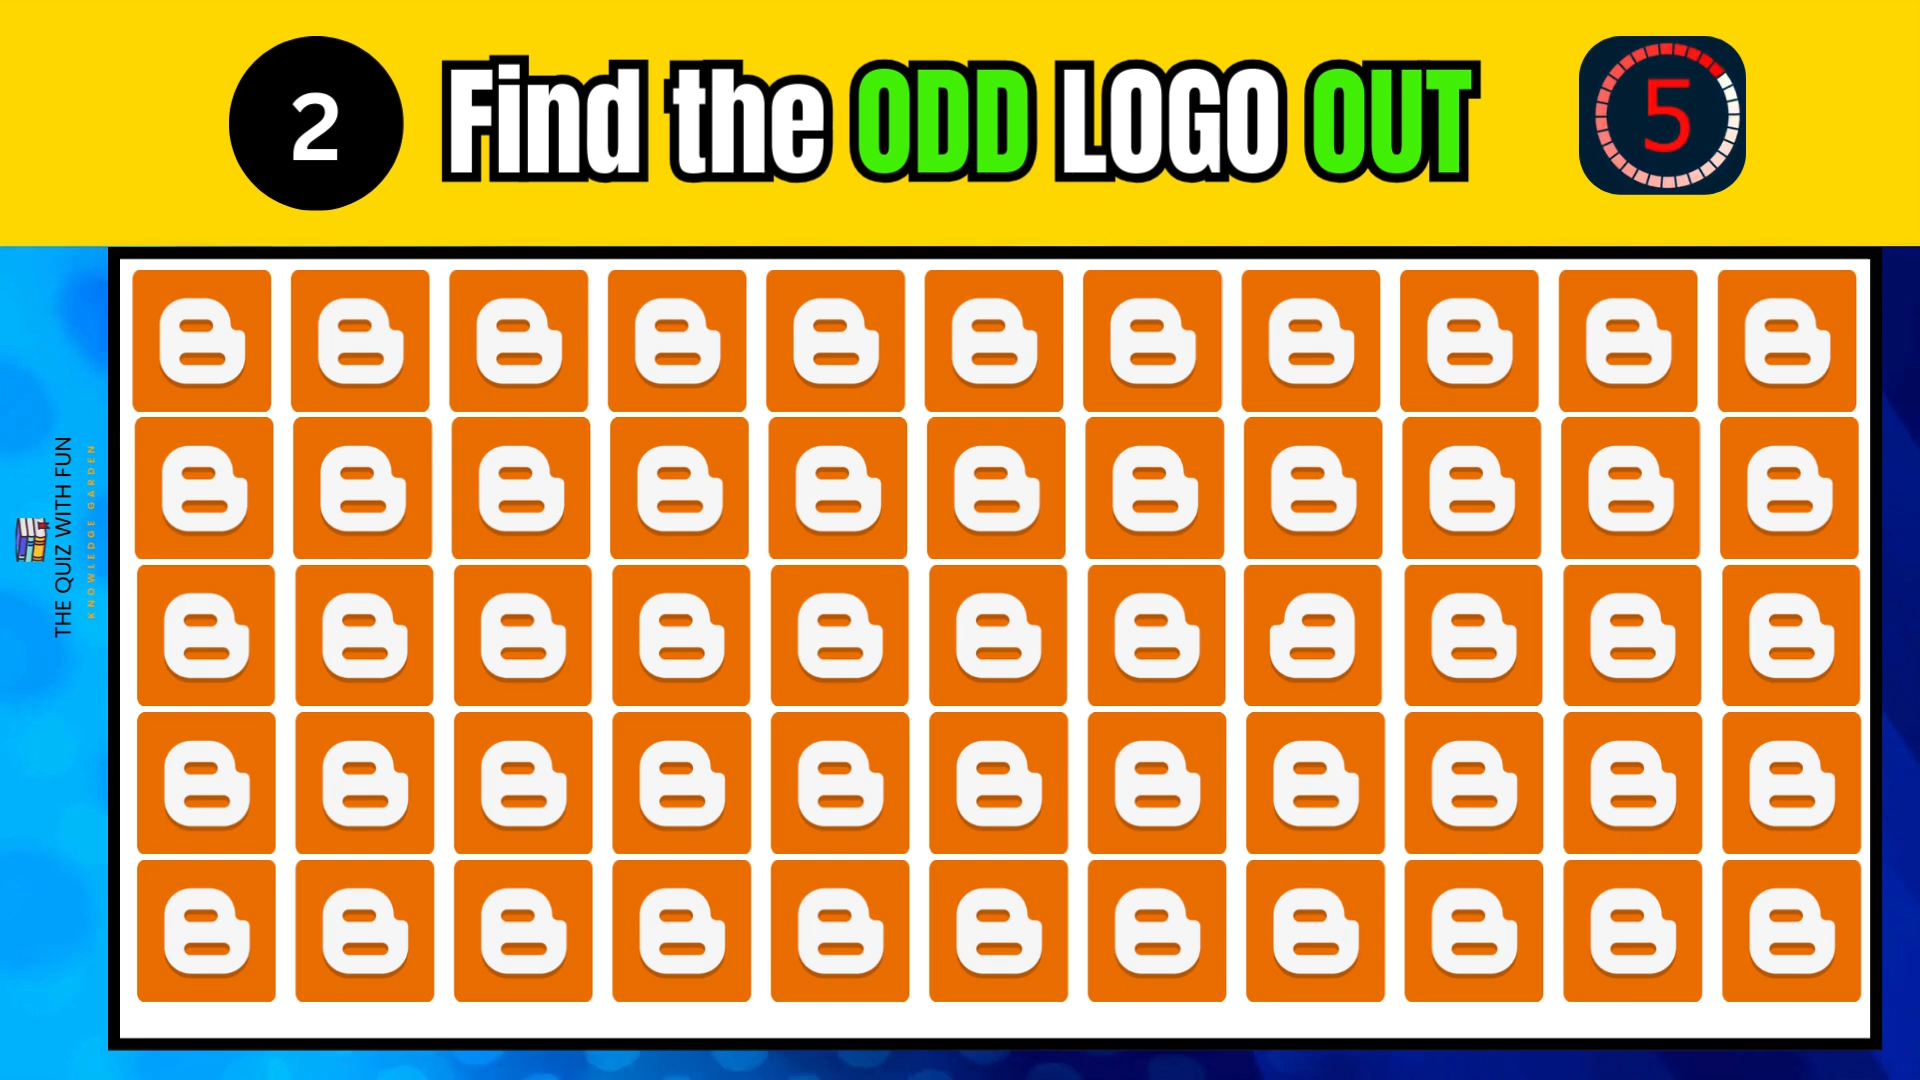 2
Find the ODD LOGO OUT
5
THE QUIZ WITH FUN
KNOWLEDGE GARDEN